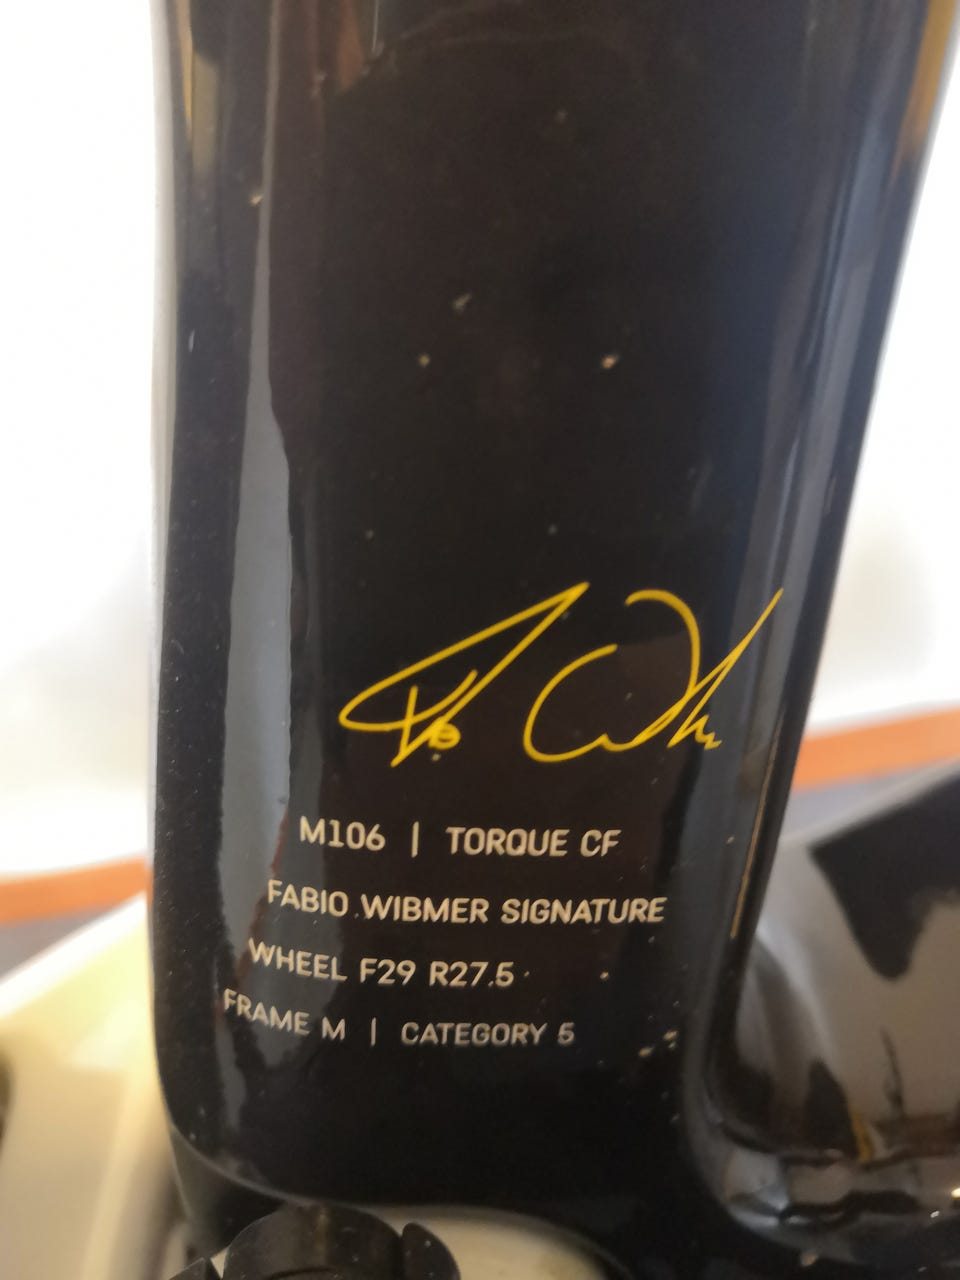 M106 | TORQUE CF
FABIO WIBMER SIGNATURE
WHEEL F29 R27.5
FRAME M | CATEGORY 5